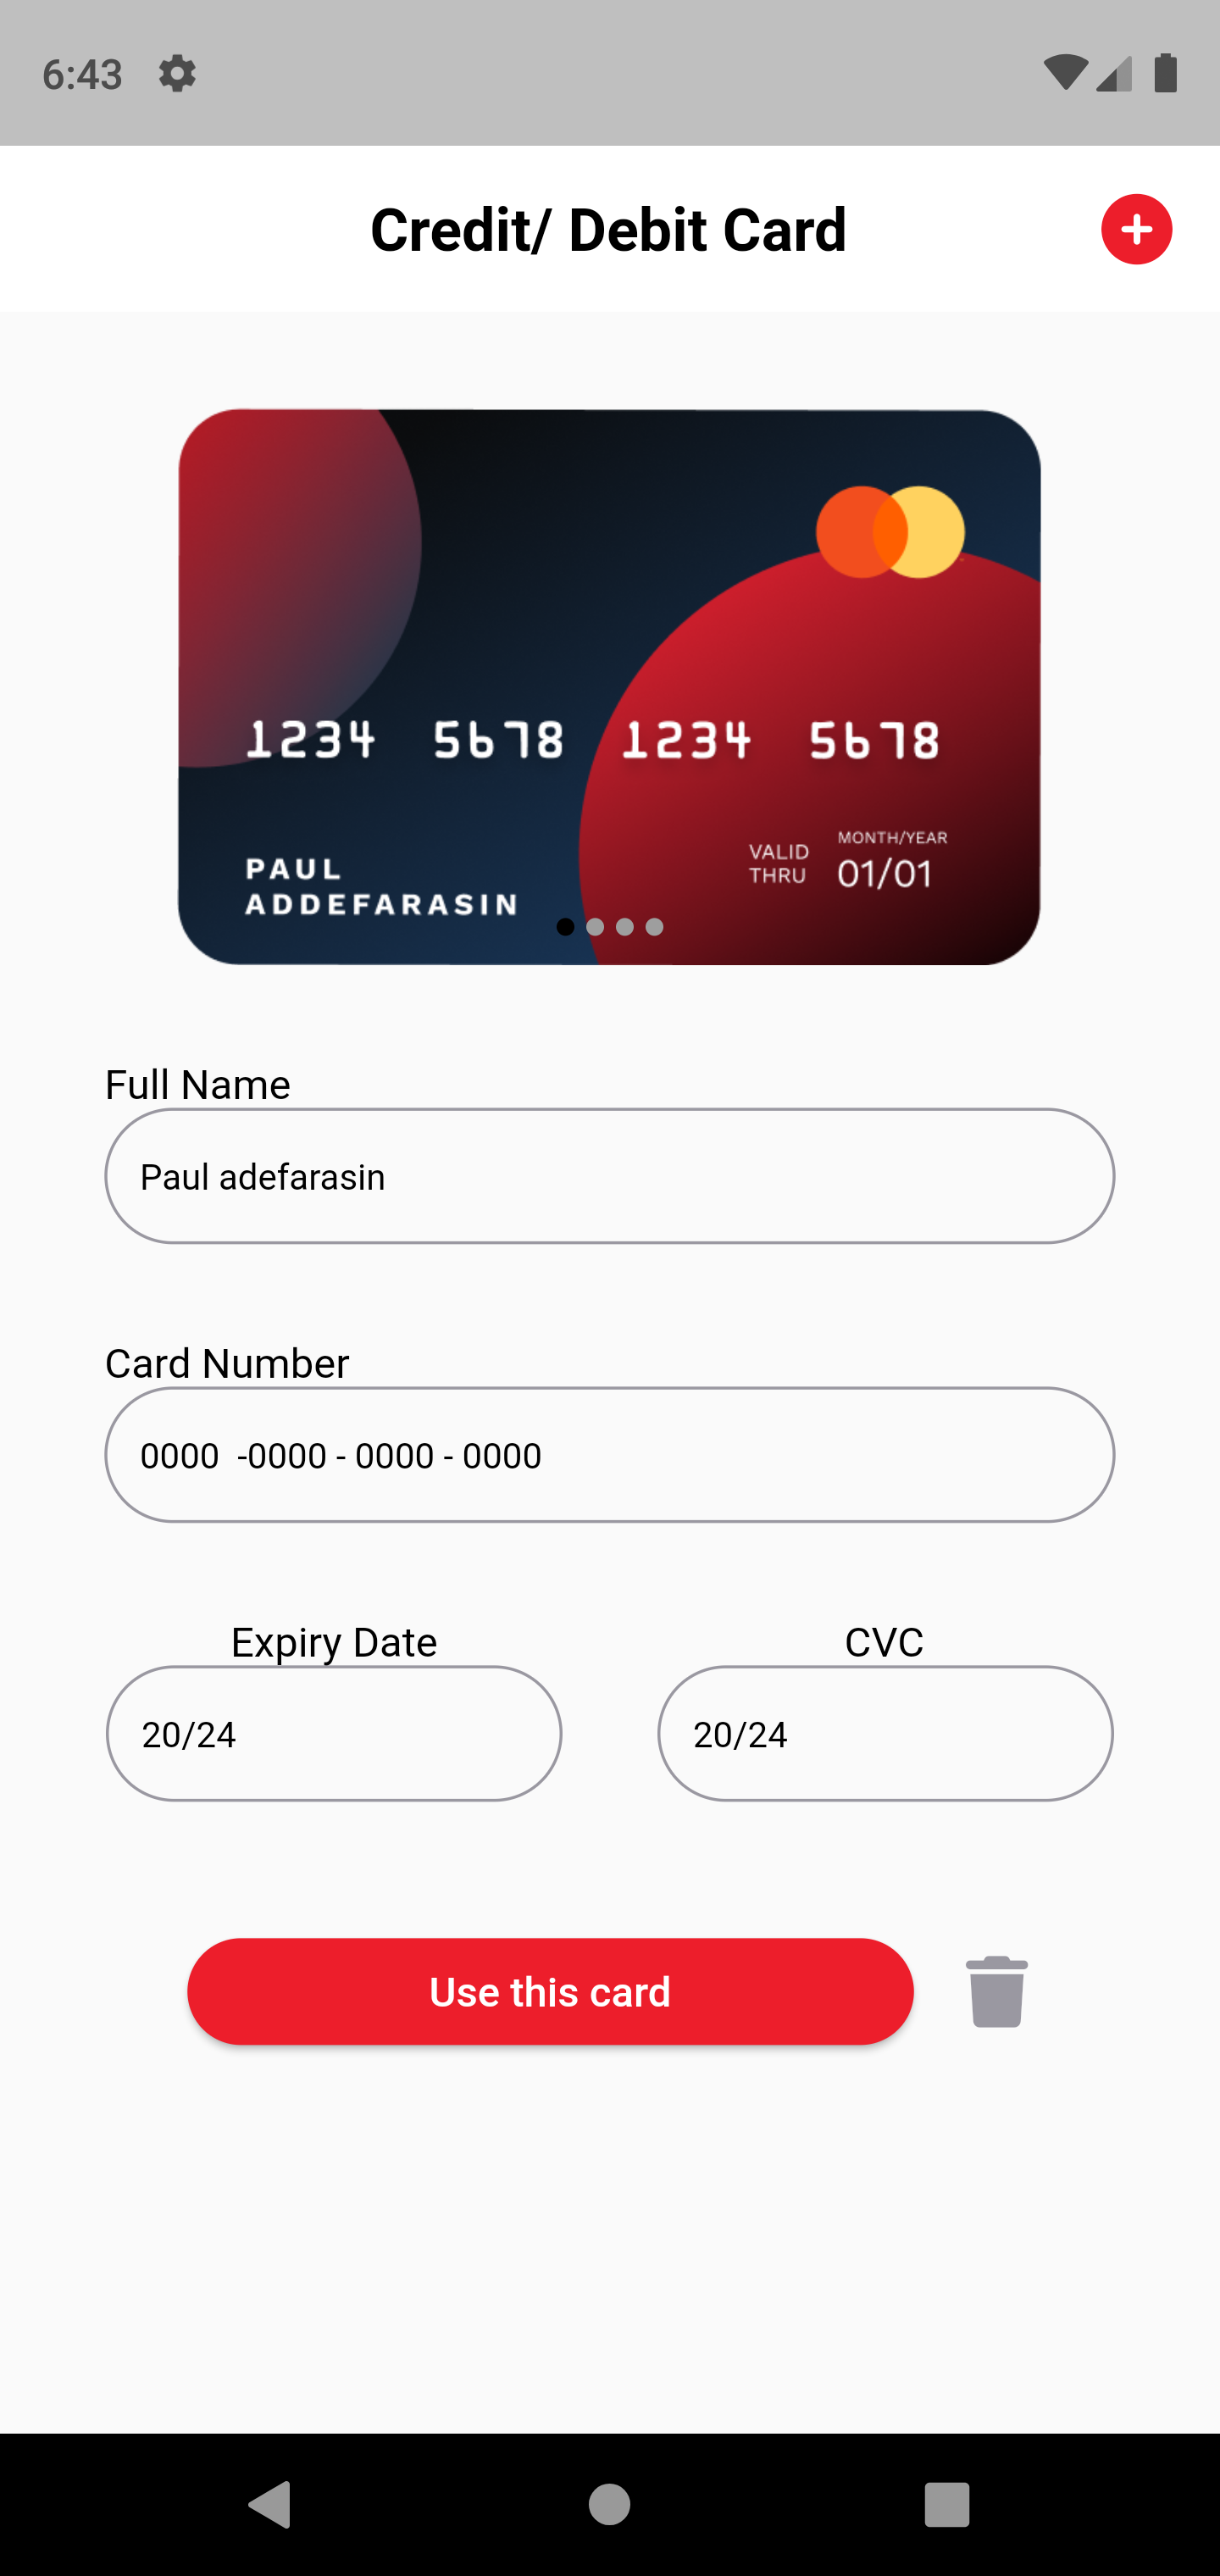 6:43
Credit/ Debit Card
1234 5678 1234 5678
MONTH/YEAR
VALID
THRU
01/01
PAUL
ADDEFARASIN
Full Name
Paul adefarasin
Card Number
0000  -0000 - 0000 - 0000
Expiry Date CVC
20/24 20/24
Use this card